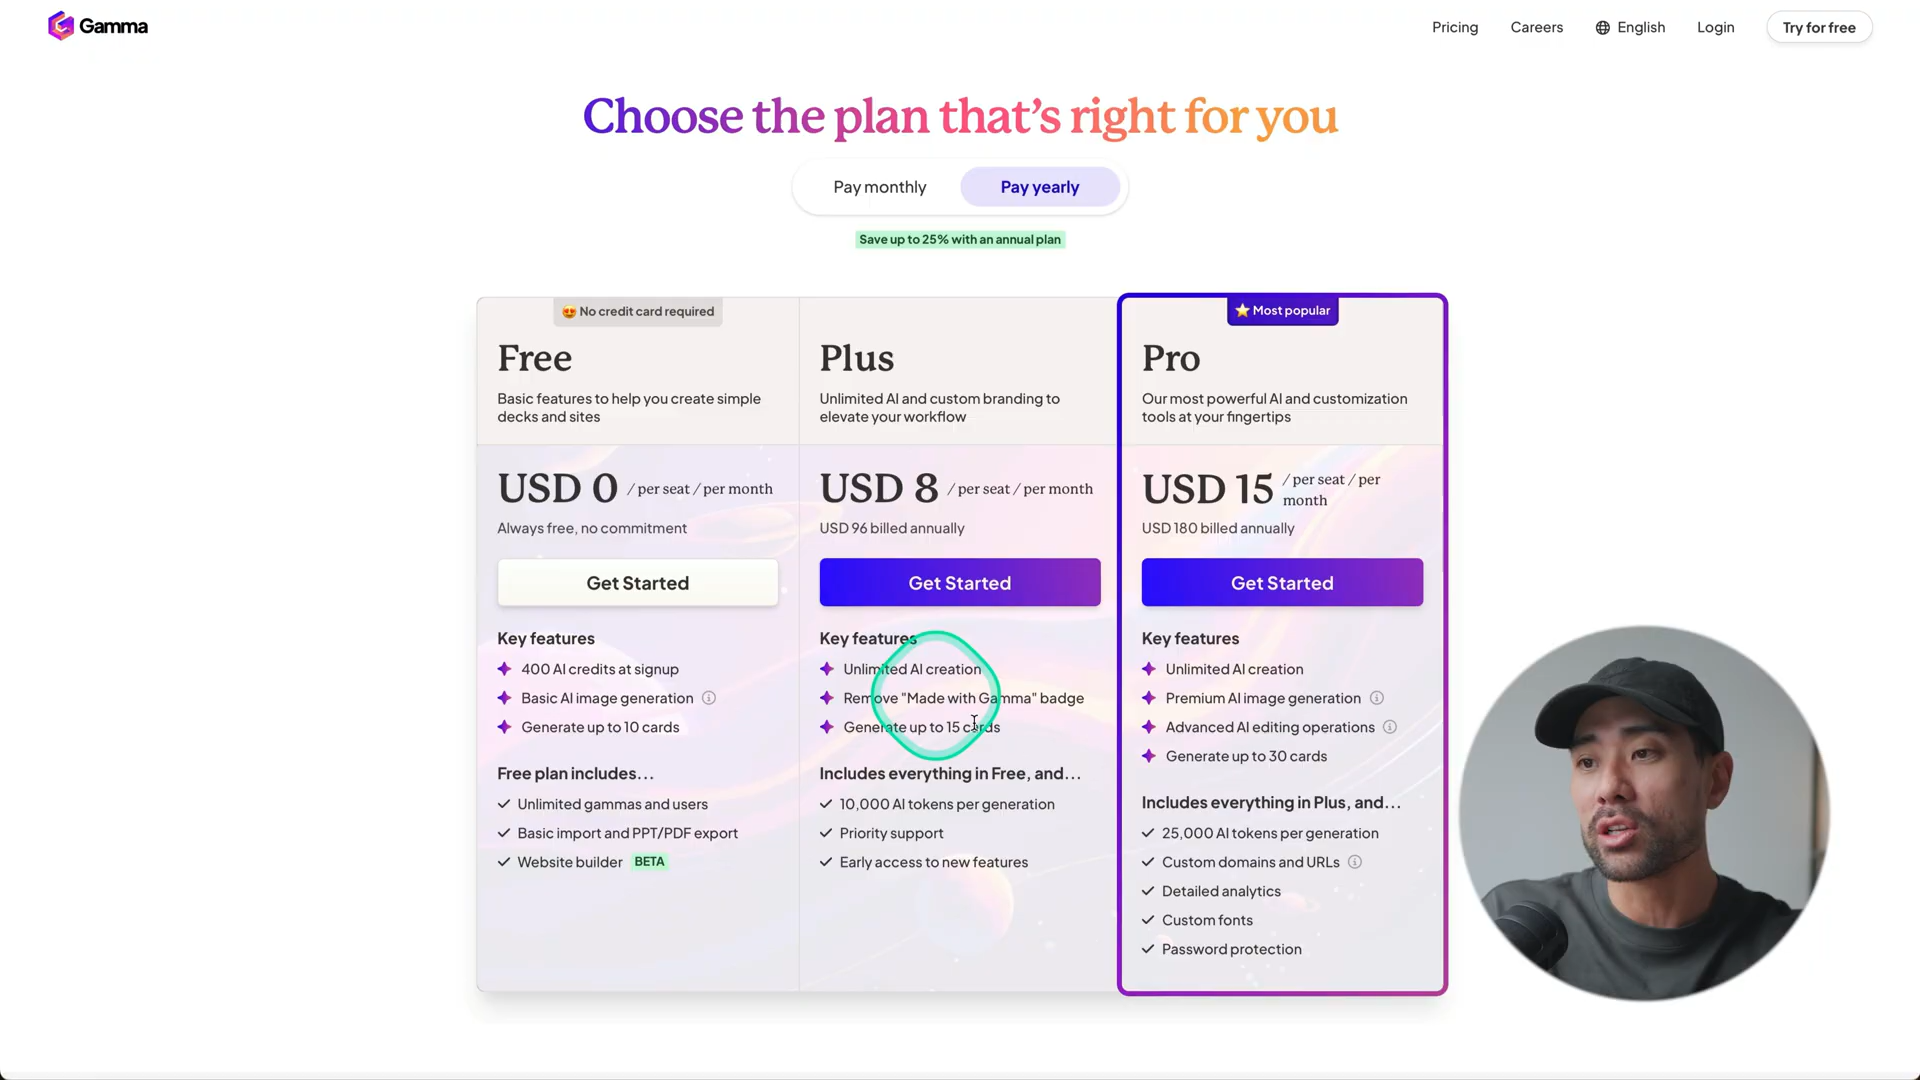 Gamma
Pricing
Careers
English
Login
Try for free
Choose the plan that's right for you
Pay monthly
Pay yearly
Save up to 25% with an annual plan
😍 No credit card required
Free
Basic features to help you create simple
decks and sites
USD 0 / per seat / per month
Always free, no commitment
Get Started
Key features
400 AI credits at signup
Basic AI image generation
Generate up to 10 cards
Free plan includes...
Unlimited gammas and users
Basic import and PPT/PDF export
Website builder BETA
Plus
Unlimited AI and custom branding to
elevate your workflow
USD 8 / per seat / per month
USD 96 billed annually
Get Started
Key features
Unlimited AI creation
Remove "Made with Gamma" badge
Generate up to 15 cards
Includes everything in Free, and...
10,000 AI tokens per generation
Priority support
Early access to new features
⭐ Most popular
Pro
Our most powerful AI and customization
tools at your fingertips
USD 15 / per seat / per
month
USD 180 billed annually
Get Started
Key features
Unlimited AI creation
Premium AI image generation
Advanced AI editing operations
Generate up to 30 cards
Includes everything in Plus, and...
25,000 AI tokens per generation
Custom domains and URLs
Detailed analytics
Custom fonts
Password protection